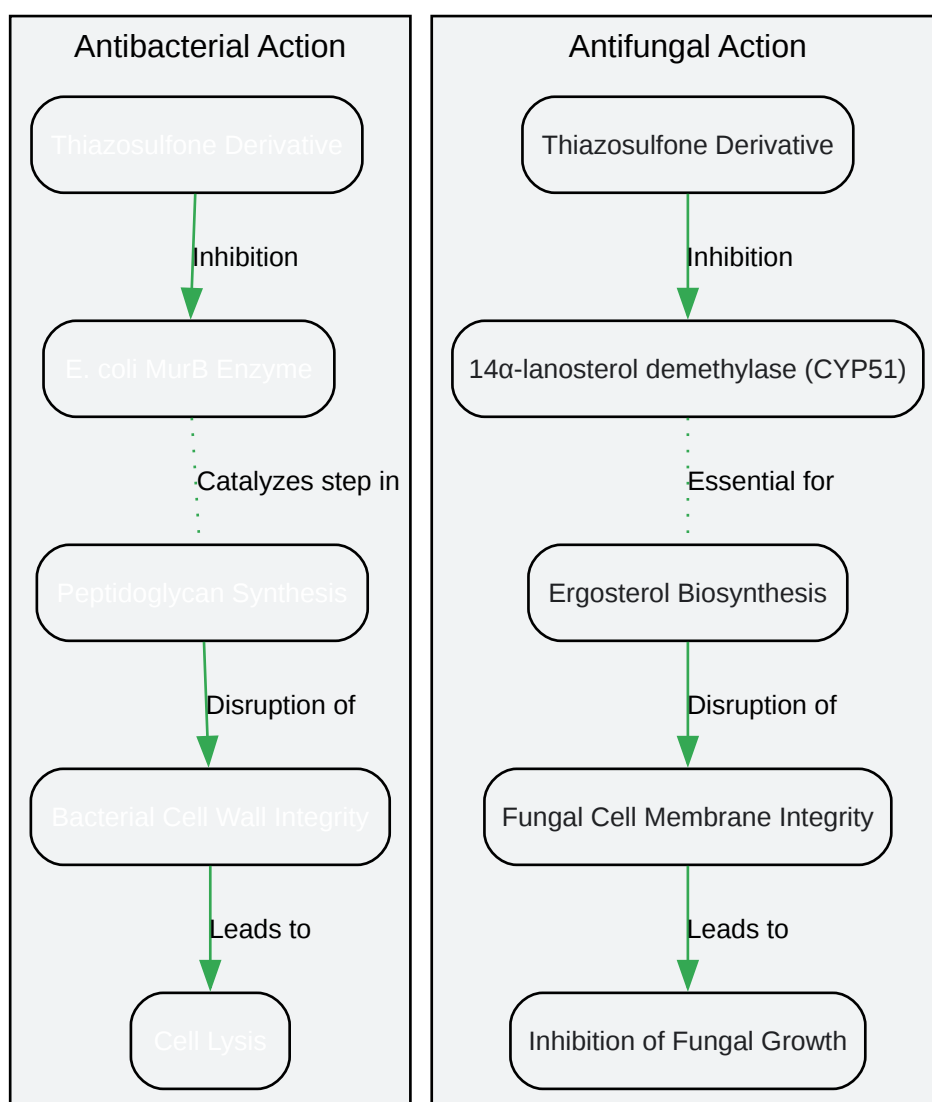 Antibacterial Action
Thiazosulfone Derivative
Inhibition
E. coli MurB Enzyme
Catalyzes step in
Peptidoglycan Synthesis
Disruption of
Bacterial Cell Wall Integrity
Leads to
Cell Lysis
Antifungal Action
Thiazosulfone Derivative
Inhibition
14α-lanosterol demethylase (CYP51)
Essential for
Ergosterol Biosynthesis
Disruption of
Fungal Cell Membrane Integrity
Leads to
Inhibition of Fungal Growth